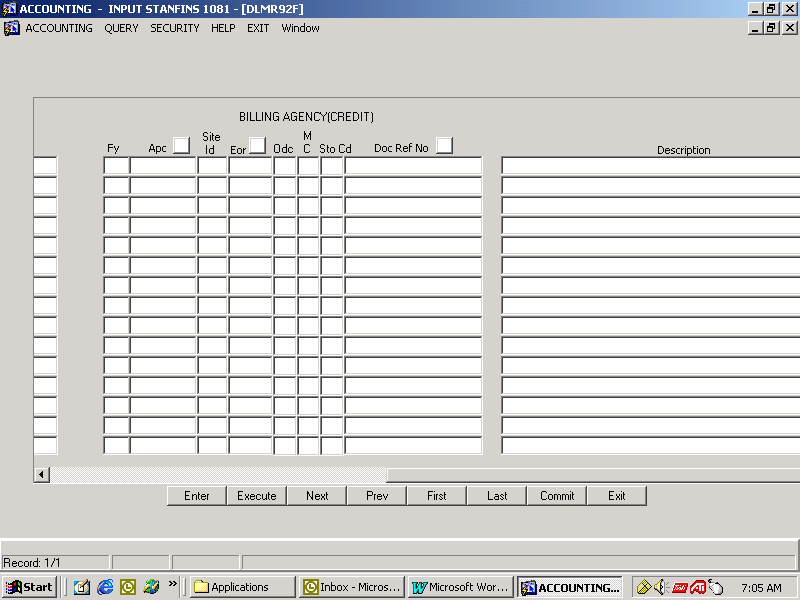 ACCOUNTING - INPUT STANFINS 1081 - [DLMR92F]
ACCOUNTING QUERY SECURITY HELP EXIT Window
BILLING AGENCY(CREDIT)
Fy Apc Site Id Eor Odc M C Sto Cd Doc Ref No Description
Enter Execute Next Prev First Last Commit Exit
Record: 1/1
Start » Applications Inbox - Micros... Microsoft Wor... ACCOUNTING... 7:05 AM